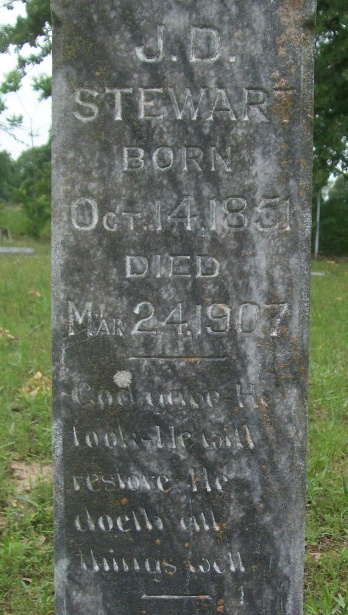 J.D.
STEWART
BORN
OCT.14.1851
DIED
MAR 24.1907
God gave He
took-He will
restore He
doeth all
things well